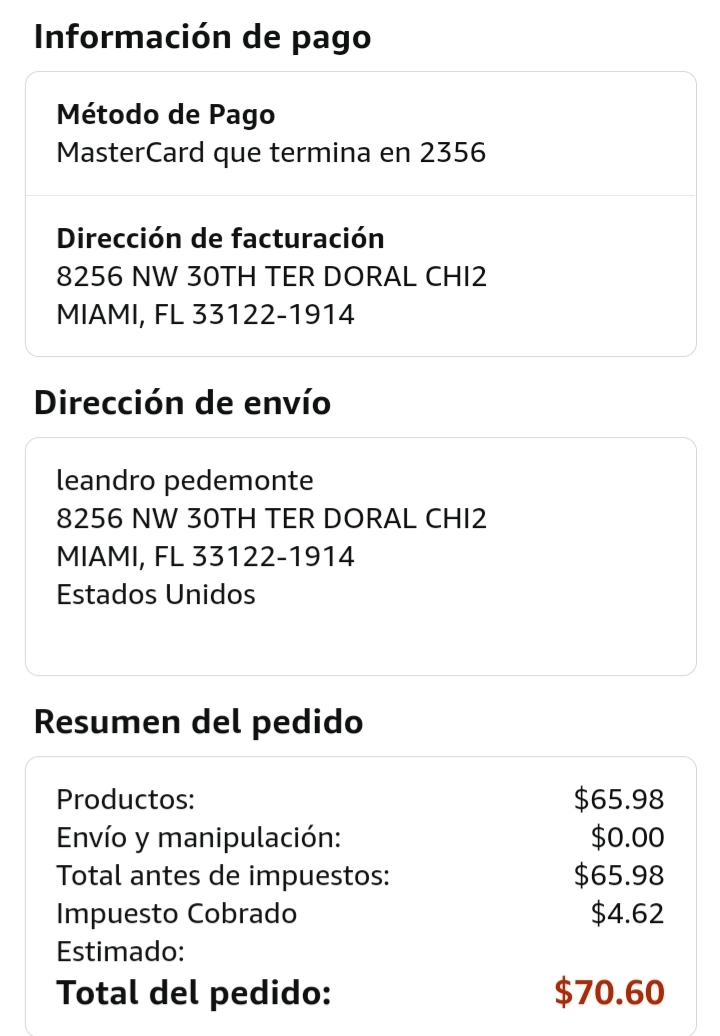 Información de pago
Método de Pago
MasterCard que termina en 2356
Dirección de facturación
8256 NW 30TH TER DORAL CHI2
MIAMI, FL 33122-1914
Dirección de envío
leandro pedemonte
8256 NW 30TH TER DORAL CHI2
MIAMI, FL 33122-1914
Estados Unidos
Resumen del pedido
Productos: $65.98
Envío y manipulación: $0.00
Total antes de impuestos: $65.98
Impuesto Cobrado $4.62
Estimado:
Total del pedido: $70.60